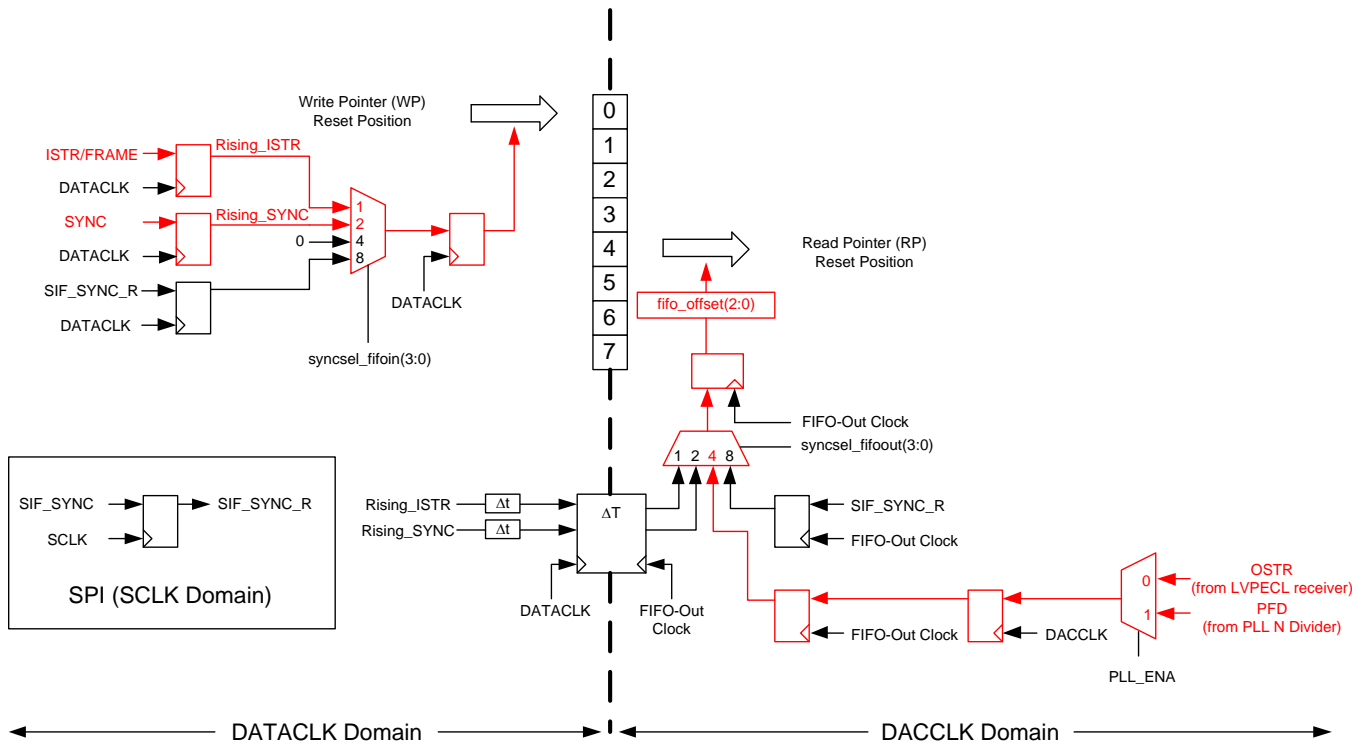 Write Pointer (WP)
Reset Position
0
1
2
3
4
5
6
7
ISTR/FRAME
Rising_ISTR
DATACLK
SYNC
Rising_SYNC
DATACLK
SIF_SYNC_R
DATACLK
0
1
2
4
8
DATACLK
syncsel_fifoin(3:0)
Read Pointer (RP)
Reset Position
fifo_offset(2:0)
FIFO-Out Clock
syncsel_fifoout(3:0)
1 2 4 8
SIF_SYNC
SIF_SYNC_R
SCLK
SPI (SCLK Domain)
Rising_ISTR
Δt
Rising_SYNC
Δt
ΔT
DATACLK
FIFO-Out
Clock
SIF_SYNC_R
FIFO-Out Clock
FIFO-Out Clock
DACCLK
0
1
OSTR
(from LVPECL receiver)
PFD
(from PLL N Divider)
PLL_ENA
DATACLK Domain
DACCLK Domain